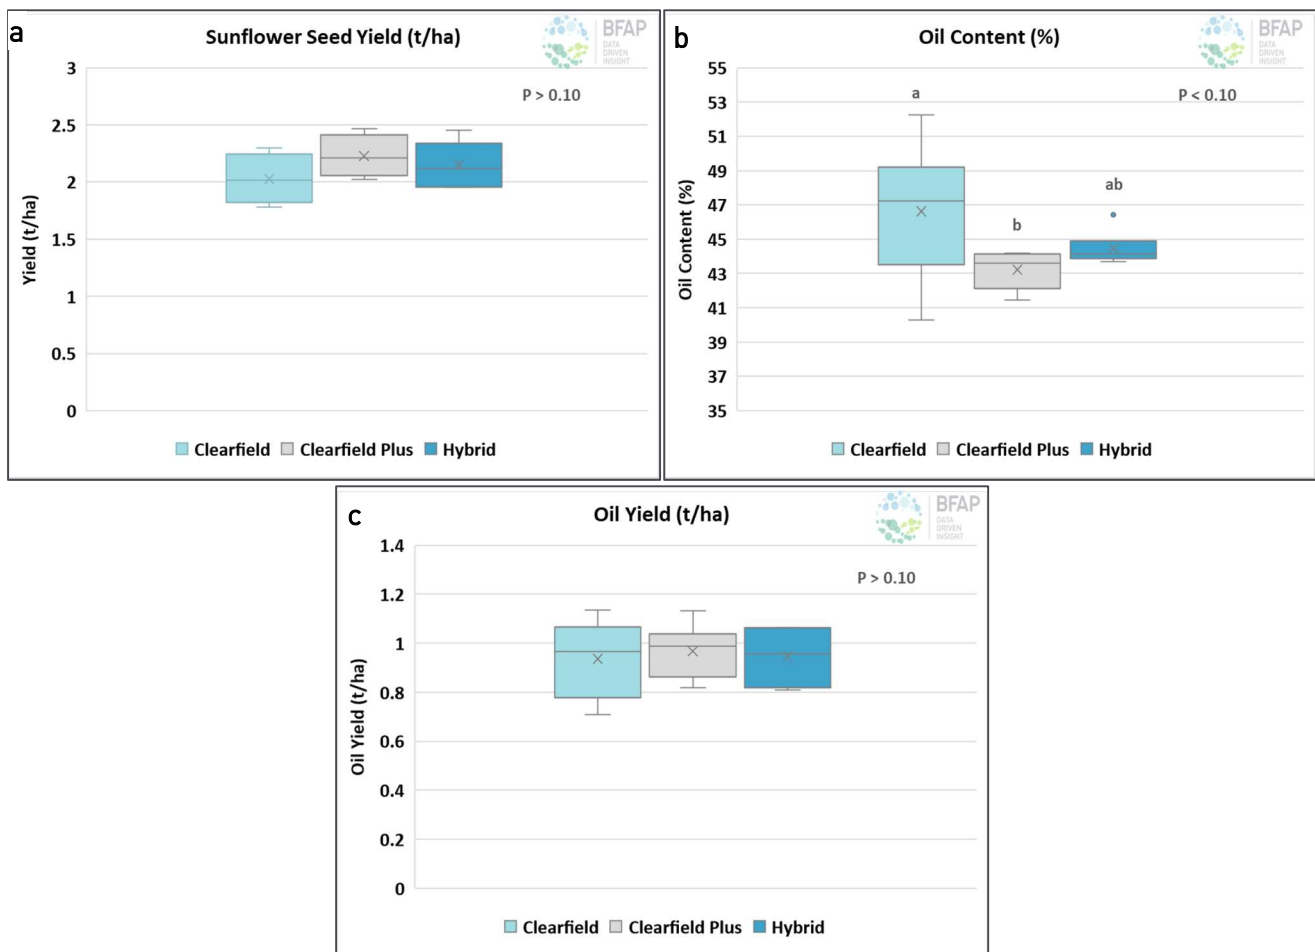 a
Sunflower Seed Yield (t/ha)
BFAP
DATA
DRIVEN
INSIGHT
P > 0.10
3
2.5
2
1.5
1
0.5
0
Yield (t/ha)
Clearfield Clearfield Plus Hybrid
b
Oil Content (%)
BFAP
DATA
DRIVEN
INSIGHT
P < 0.10
55
53
51
49
47
45
43
41
39
37
35
Oil Content (%)
a
b
ab
Clearfield Clearfield Plus Hybrid
c
Oil Yield (t/ha)
BFAP
DATA
DRIVEN
INSIGHT
P > 0.10
1.4
1.2
1
0.8
0.6
0.4
0.2
0
Oil Yield (t/ha)
Clearfield Clearfield Plus Hybrid